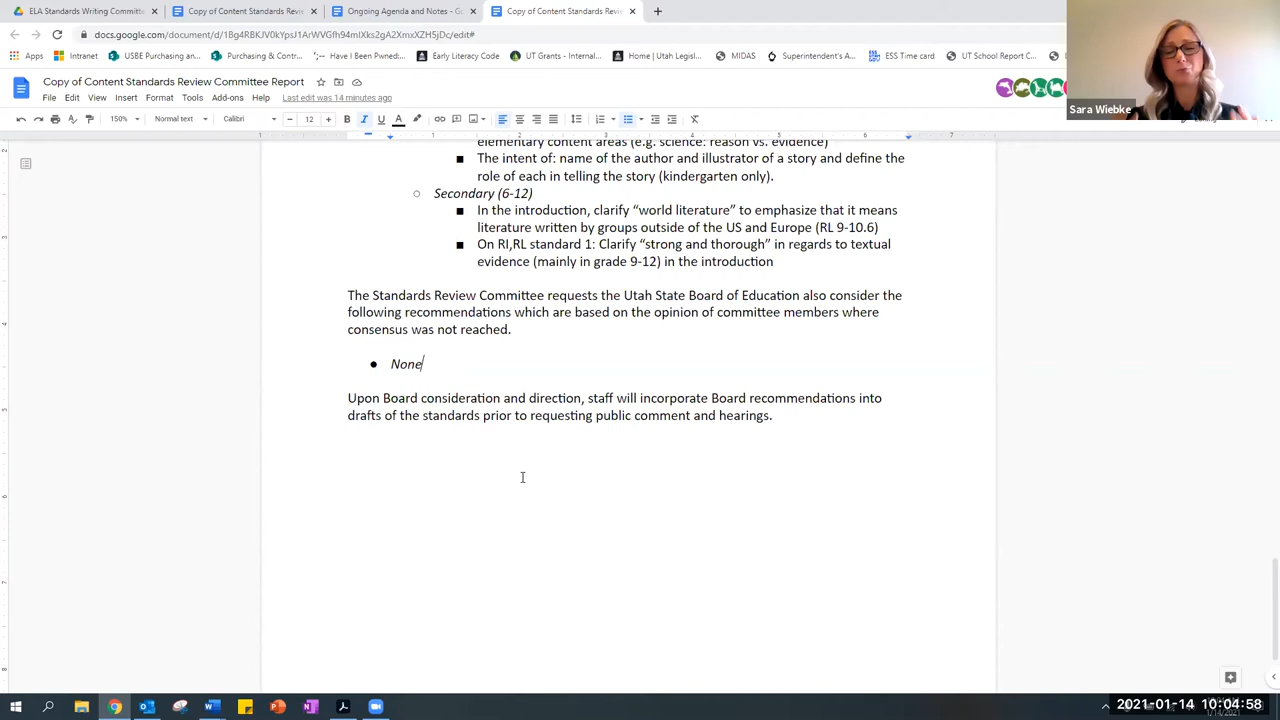 ELA Standards Writing Committe
Copy of Content Standards Revie
Ongoing Agenda and Notes - Go
Copy of Content Standards Revie
docs.google.com/document/d/
Apps
Intranet
USBE Purchasing an...
Purchasing & Contr...
Have I Been Pwned:...
Early Literacy Code
UT Grants - Internal...
Home | Utah Legisl...
MIDAS
Superintendent's A...
ESS Time card
UT School Report C...
Copy of Content Standards Review Committee Report
File Edit View Insert Format Tools Add-ons Help Last edit was 14 minutes ago
150% Normal text Calibri 12 B I U A
Sara Wiebke
elementary content areas (e.g. science: reason vs. evidence)
■ The intent of: name of the author and illustrator of a story and define the
role of each in telling the story (kindergarten only).
○ Secondary (6-12)
■ In the introduction, clarify “world literature” to emphasize that it means
literature written by groups outside of the US and Europe (RL 9-10.6)
■ On RI,RL standard 1: Clarify “strong and thorough” in regards to textual
evidence (mainly in grade 9-12) in the introduction
The Standards Review Committee requests the Utah State Board of Education also consider the
following recommendations which are based on the opinion of committee members where
consensus was not reached.
● None
Upon Board consideration and direction, staff will incorporate Board recommendations into
drafts of the standards prior to requesting public comment and hearings.
2021-01-14 10:04:58